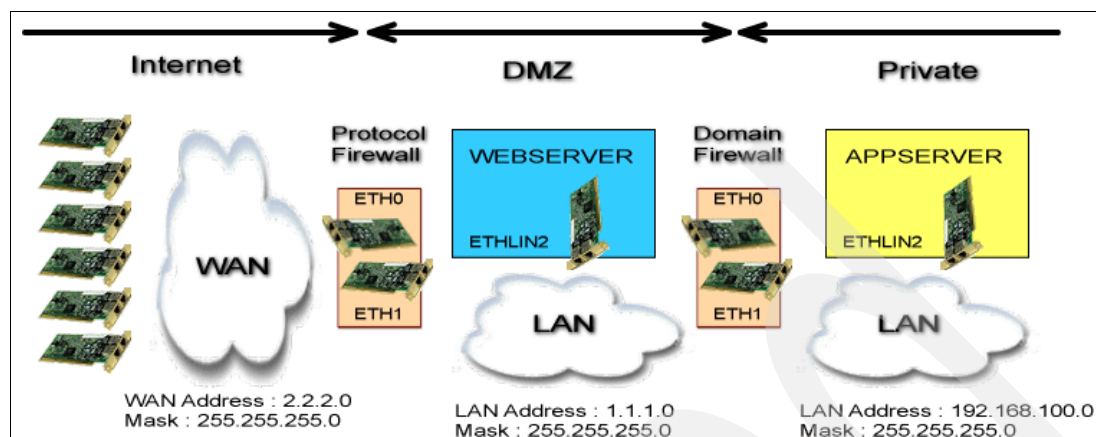 Internet
DMZ
Private
Protocol
Firewall
ETH0
ETH1
WEBSERVER
ETHLIN2
Domain
Firewall
ETH0
ETH1
APPSERVER
ETHLIN2
WAN
LAN
LAN
WAN Address : 2.2.2.0
Mask : 255.255.255.0
LAN Address : 1.1.1.0
Mask : 255.255.255.0
LAN Address : 192.168.100.0
Mask : 255.255.255.0